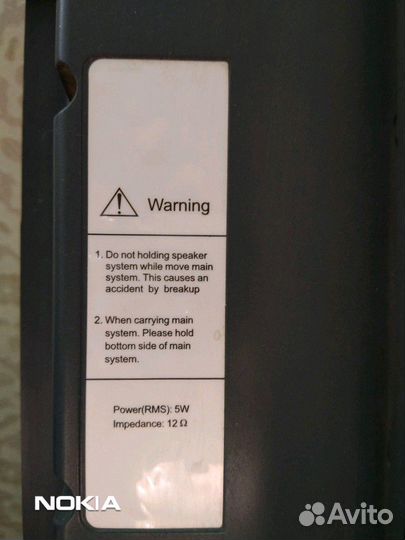 Warning
1. Do not holding speaker
system while move main
system. This causes an
accident by breakup
2. When carrying main
system. Please hold
bottom side of main
system.
Power(RMS): 5W
Impedance: 12 Ω
NOKIA
Avito